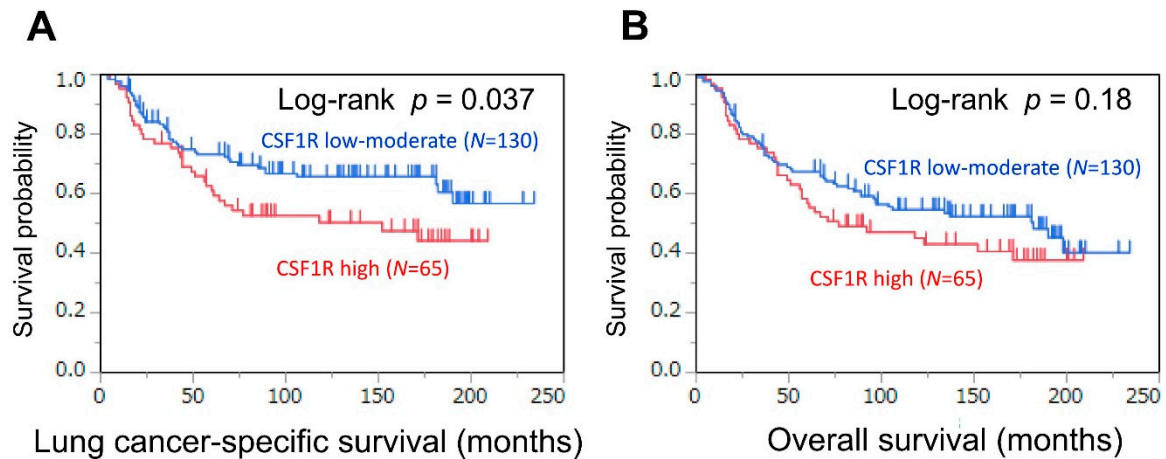 A
Survival probability
1.0
0.8
0.6
0.4
0.2
0.0
Log-rank p = 0.037
CSF1R low-moderate (N=130)
CSF1R high (N=65)
0 50 100 150 200 250
Lung cancer-specific survival (months)
B
Survival probability
1.0
0.8
0.6
0.4
0.2
0.0
Log-rank p = 0.18
CSF1R low-moderate (N=130)
CSF1R high (N=65)
0 50 100 150 200 250
Overall survival (months)